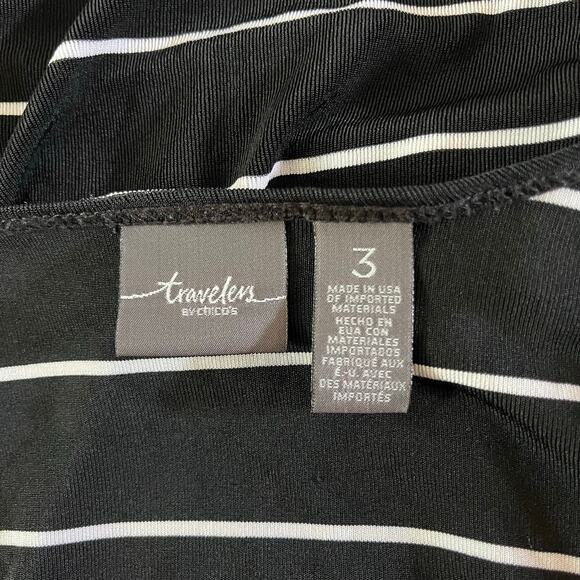 travelers
BY CHICO'S
3
MADE IN USA
OF IMPORTED
MATERIALS
HECHO EN
EUA CON
MATERIALES
IMPORTADOS
FABRIQUÉ AUX
É.-U. AVEC
DES MATÉRIAUX
IMPORTÉS